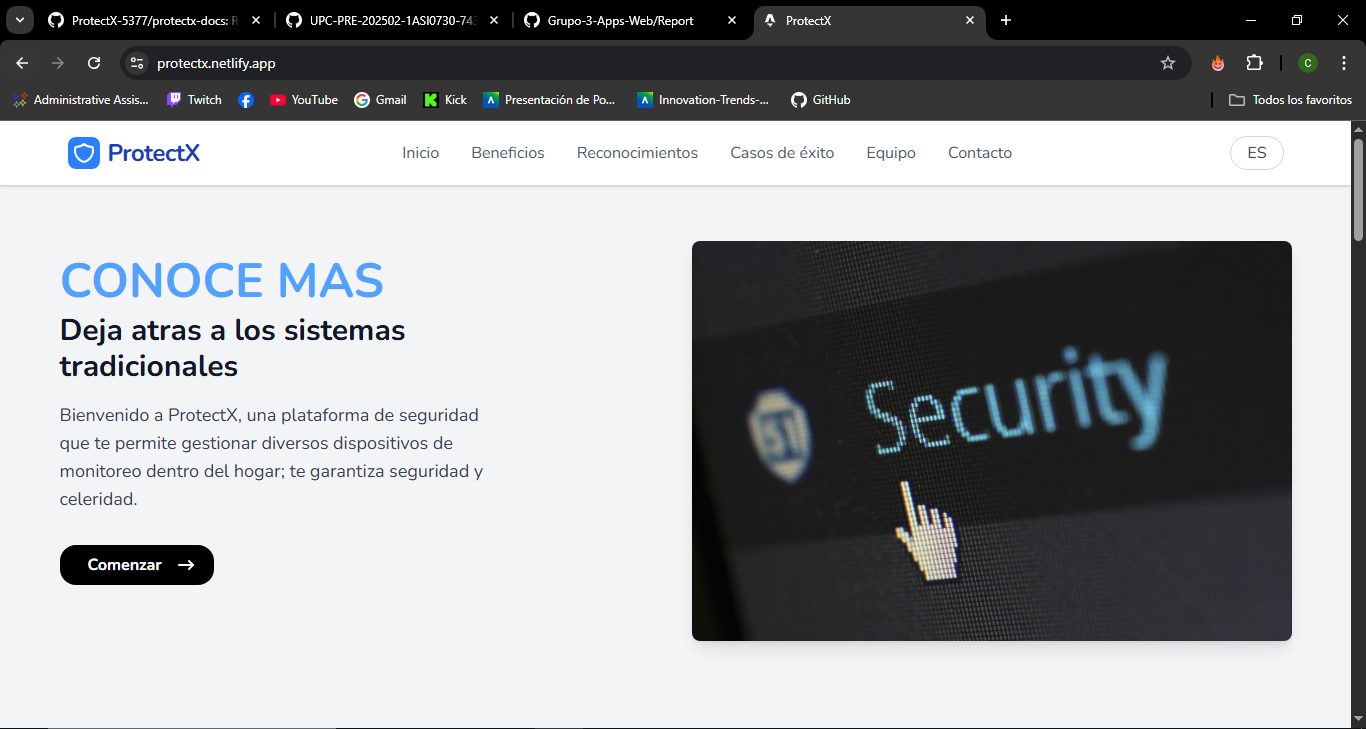 ProtectX-5377/protectx-docs: R
UPC-PRE-202502-1ASI0730-743
Grupo-3-Apps-Web/Report
ProtectX
protectx.netlify.app
C
Administrative Assis...
Twitch
YouTube
Gmail
Kick
Presentación de Po...
Innovation-Trends-...
GitHub
Todos los favoritos
ProtectX
Inicio
Beneficios
Reconocimientos
Casos de éxito
Equipo
Contacto
ES
CONOCE MAS
Deja atras a los sistemas
tradicionales
Bienvenido a ProtectX, una plataforma de seguridad
que te permite gestionar diversos dispositivos de
monitoreo dentro del hogar; te garantiza seguridad y
celeridad.
Comenzar →
Security